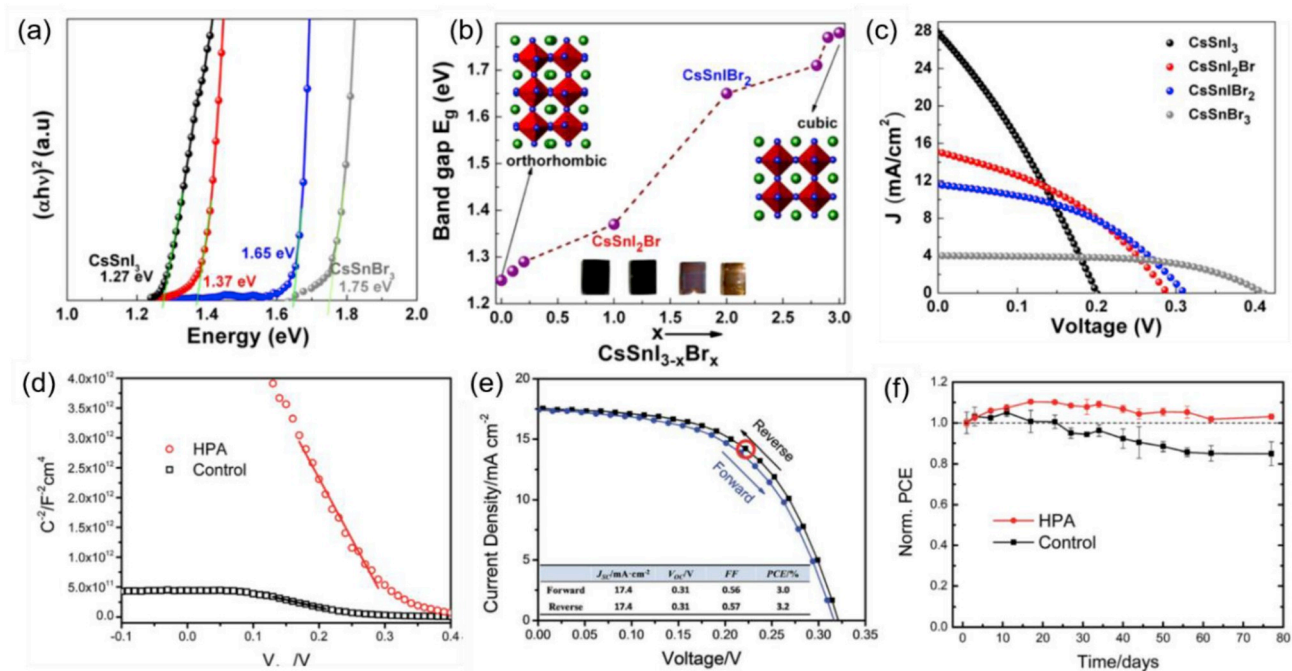 (a)
(αhν)² (a.u)
CsSnI₃
1.27 eV
1.37 eV
1.65 eV
CsSnBr₃
1.75 eV
1.0 1.2 1.4 1.6 1.8 2.0
Energy (eV)
(b)
Band gap Eg (eV)
1.7
1.6
1.5
1.4
1.3
1.2
orthorhombic
CsSnIBr₂
cubic
CsSnI₂Br
0.0 0.5 1.0 1.5 2.0 2.5 3.0
x
CsSnI₃₋ₓBrₓ
(c)
J (mA/cm²)
28
24
20
16
12
8
4
0
CsSnI₃
CsSnI₂Br
CsSnIBr₂
CsSnBr₃
0.0 0.1 0.2 0.3 0.4
Voltage (V)
(d)
C⁻²/F⁻²cm⁴
4.0x10¹²
3.5x10¹²
3.0x10¹²
2.5x10¹²
2.0x10¹²
1.5x10¹²
1.0x10¹²
5.0x10¹¹
0.0
HPA
Control
-0.1 0.0 0.1 0.2 0.3 0.4
/V
(e)
Current Density/mA cm⁻²
20
15
10
5
0
Reverse
Forward
JSC/mA·cm⁻² VOC/V FF PCE/%
Forward 17.4 0.31 0.56 3.0
Reverse 17.4 0.31 0.57 3.2
0.00 0.05 0.10 0.15 0.20 0.25 0.30 0.35
Voltage/V
(f)
Norm. PCE
1.2
1.0
0.8
0.6
0.4
0.2
0.0
HPA
Control
0 10 20 30 40 50 60 70 80
Time/days